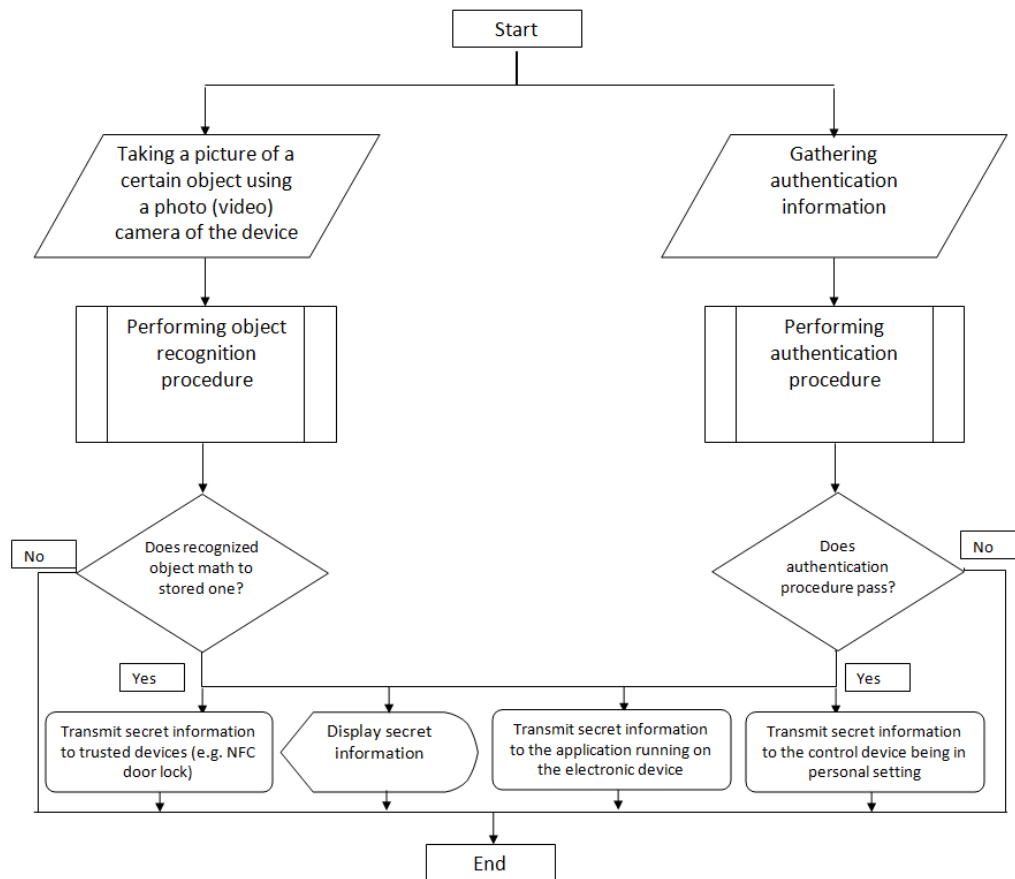 Start
Taking a picture of a
certain object using
a photo (video)
camera of the device
Gathering
authentication
information
Performing object
recognition
procedure
Performing
authentication
procedure
No
Does recognized
object math to
stored one?
Does
authentication
procedure pass?
No
Yes
Yes
Transmit secret information
to trusted devices (e.g. NFC
door lock)
Display secret
information
Transmit secret information
to the application running on
the electronic device
Transmit secret information
to the control device being in
personal setting
End